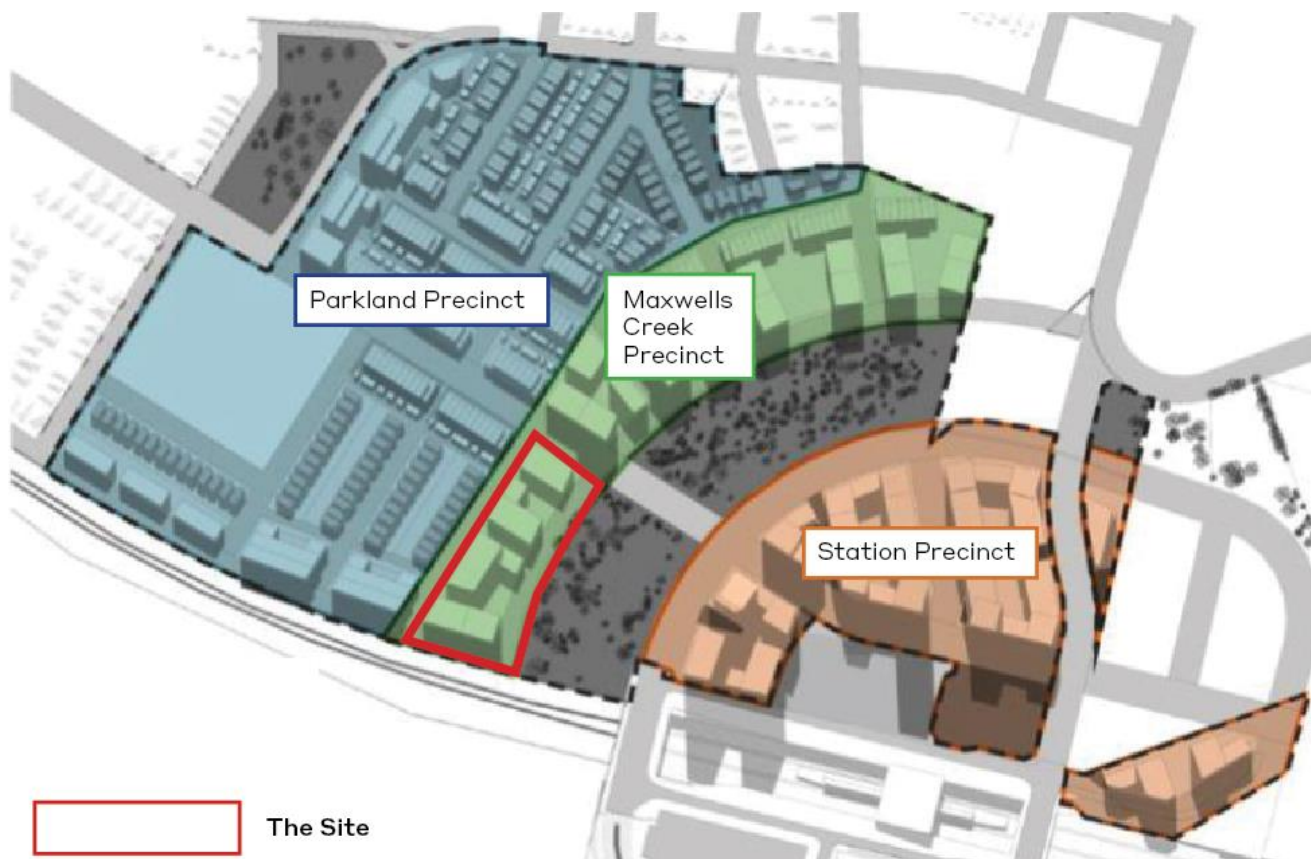 Parkland Precinct
Maxwells
Creek
Precinct
Station Precinct
The Site